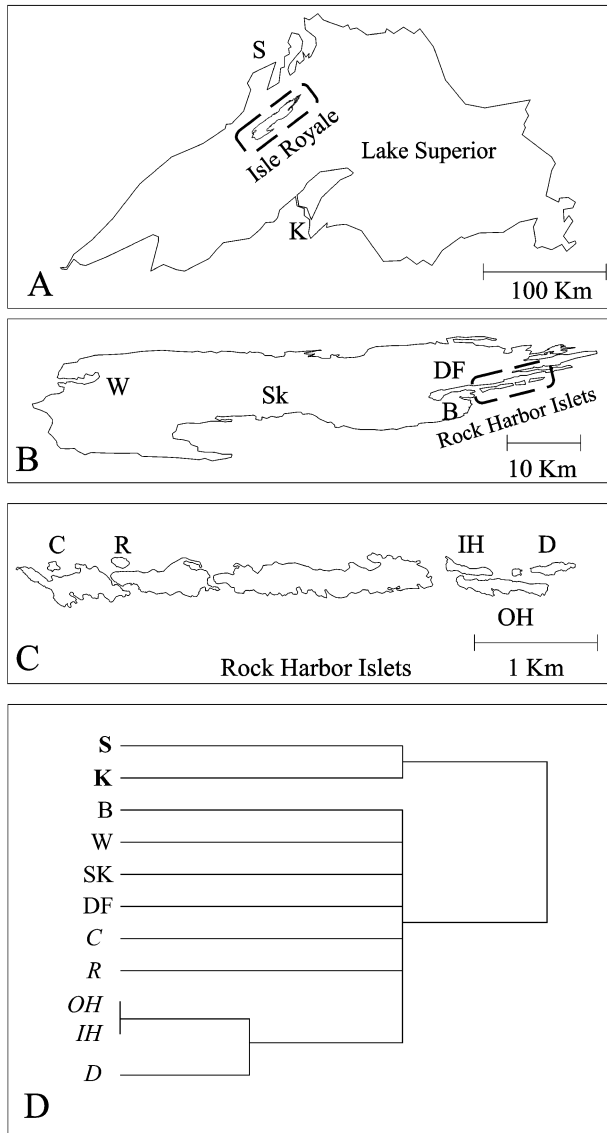 S
Isle Royale
Lake Superior
K
100 Km
A
W
Sk
DF
B
Rock Harbor Islets
10 Km
B
C
R
IH
D
OH
1 Km
Rock Harbor Islets
C
S
K
B
W
SK
DF
C
R
OH
IH
D
D